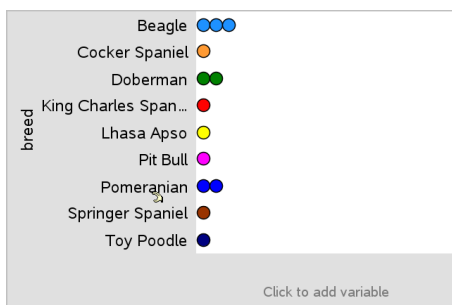 breed
Beagle
Cocker Spaniel
Doberman
King Charles Span...
Lhasa Apso
Pit Bull
Pomeranian
Springer Spaniel
Toy Poodle
Click to add variable